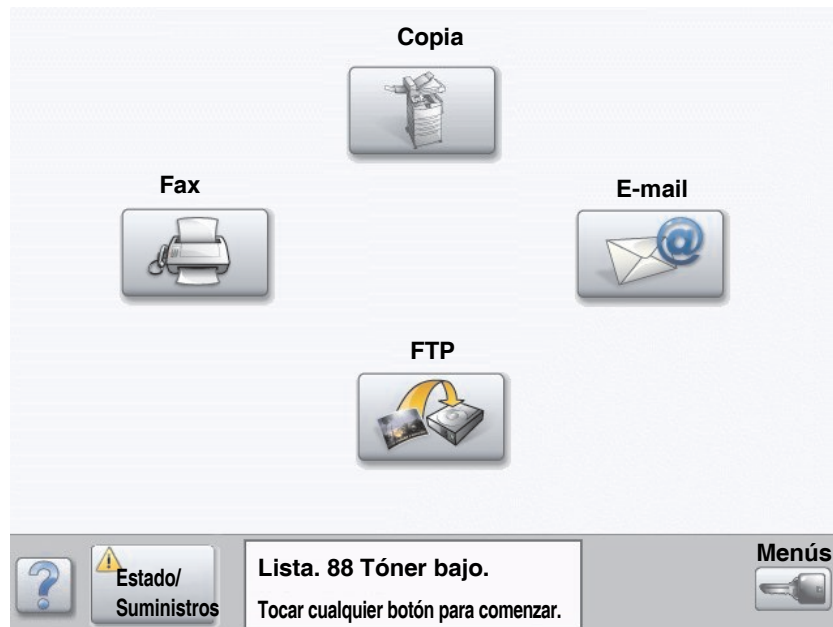 Copia
Fax
E-mail
FTP
Estado/
Suministros
Lista. 88 Tóner bajo.
Tocar cualquier botón para comenzar.
Menús